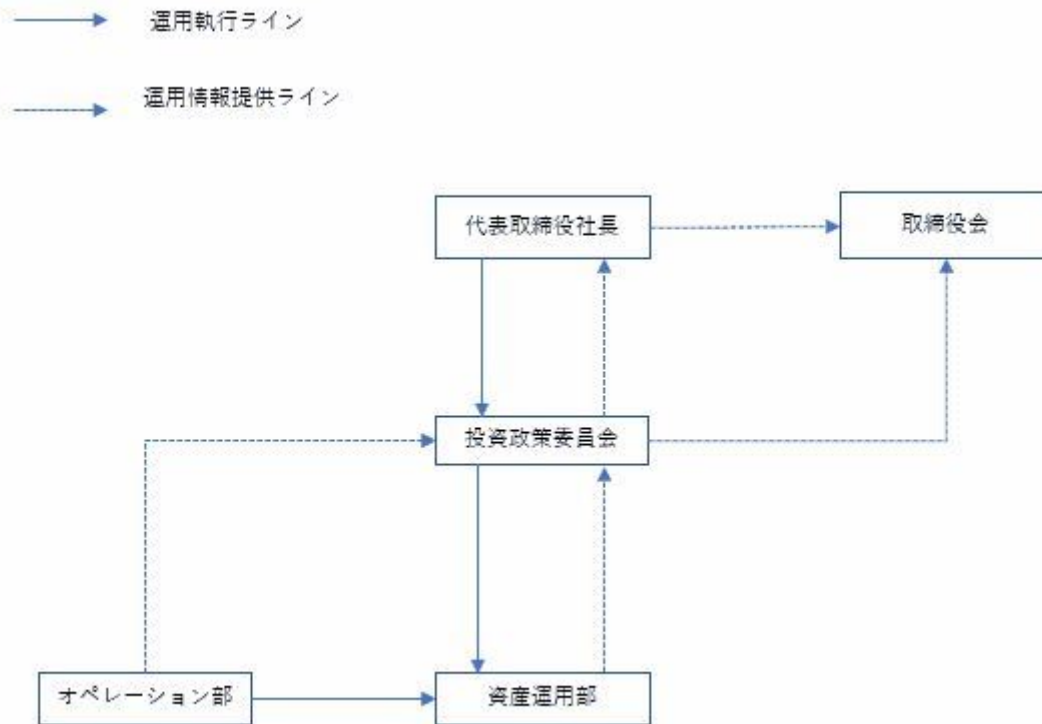 運用執行ライン
運用情報提供ライン
代表取締役社長
取締役会
投資政策委員会
オペレーション部
資産運用部